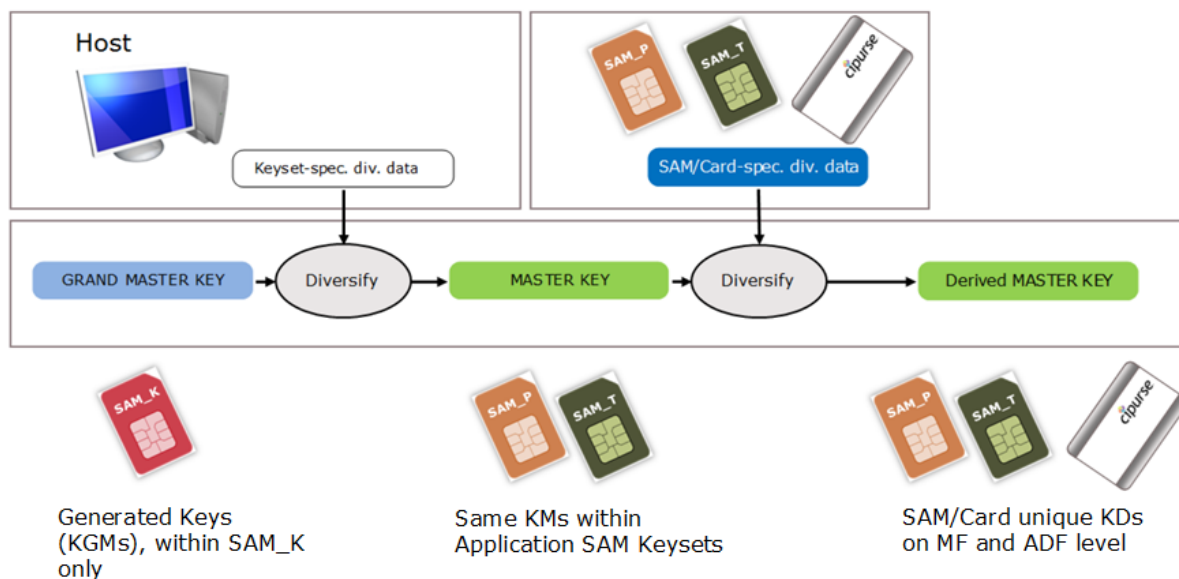 Host
SAM_P
SAM_T
cipurse
Keyset-spec. div. data
SAM/Card-spec. div. data
GRAND MASTER KEY
Diversify
MASTER KEY
Diversify
Derived MASTER KEY
SAM_K
SAM_P
SAM_T
SAM_P
SAM_T
cipurse
Generated Keys
(KGMs), within SAM_K
only
Same KMs within
Application SAM Keysets
SAM/Card unique KDs
on MF and ADF level